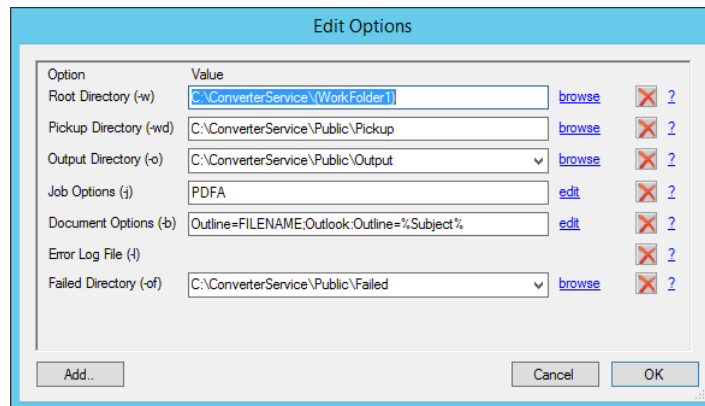 Edit Options
Option Value
Root Directory (-w) C:\ConverterService\(WorkFolder1) browse ?
Pickup Directory (-wd) C:\ConverterService\Public\Pickup browse ?
Output Directory (-o) C:\ConverterService\Public\Output browse ?
Job Options (-j) PDFA edit ?
Document Options (-b) Outline=FILENAME;Outlook:Outline=%Subject% edit ?
Error Log File (-l) ?
Failed Directory (-of) C:\ConverterService\Public\Failed browse ?
Add.. Cancel OK